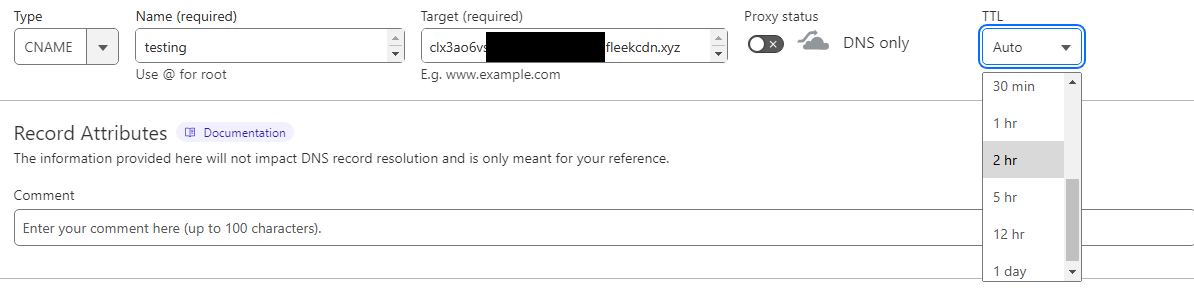 Type
Name (required)
Target (required)
Proxy status
TTL
CNAME
testing
clx3ao6vs
fleekcdn.xyz
DNS only
Auto
Use @ for root
E.g. www.example.com
30 min
1 hr
2 hr
5 hr
12 hr
1 day
Record Attributes
Documentation
The information provided here will not impact DNS record resolution and is only meant for your reference.
Comment
Enter your comment here (up to 100 characters).